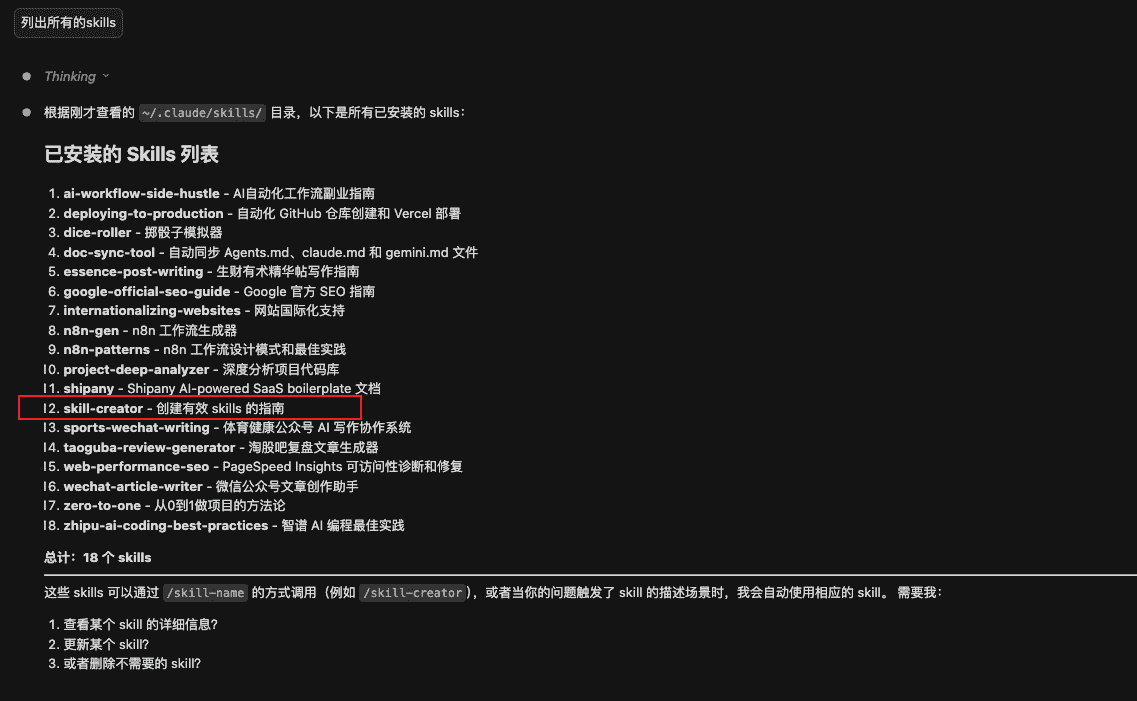 列出所有的skills
Thinking
根据刚才查看的 ~/.claude/skills/ 目录，以下是所有已安装的 skills：
已安装的 Skills 列表
1. ai-workflow-side-hustle - AI自动化工作流副业指南
2. deploying-to-production - 自动化 GitHub 仓库创建和 Vercel 部署
3. dice-roller - 掷骰子模拟器
4. doc-sync-tool - 自动同步 Agents.md、claude.md 和 gemini.md 文件
5. essence-post-writing - 生财有术精华帖写作指南
6. google-official-seo-guide - Google 官方 SEO 指南
7. internationalizing-websites - 网站国际化支持
8. n8n-gen - n8n 工作流生成器
9. n8n-patterns - n8n 工作流设计模式和最佳实践
10. project-deep-analyzer - 深度分析项目代码库
11. shipany - Shipany AI-powered SaaS boilerplate 文档
12. skill-creator - 创建有效 skills 的指南
13. sports-wechat-writing - 体育健康公众号 AI 写作协作系统
14. taoguba-review-generator - 淘股吧复盘文章生成器
15. web-performance-seo - PageSpeed Insights 可访问性诊断和修复
16. wechat-article-writer - 微信公众号文章创作助手
17. zero-to-one - 从0到1做项目的方法论
18. zhipu-ai-coding-best-practices - 智谱 AI 编程最佳实践
总计：18 个 skills
这些 skills 可以通过 /skill-name 的方式调用（例如 /skill-creator），或者当你的问题触发了 skill 的描述场景时，我会自动使用相应的 skill。 需要我：
1. 查看某个 skill 的详细信息？
2. 更新某个 skill？
3. 或者删除不需要的 skill？